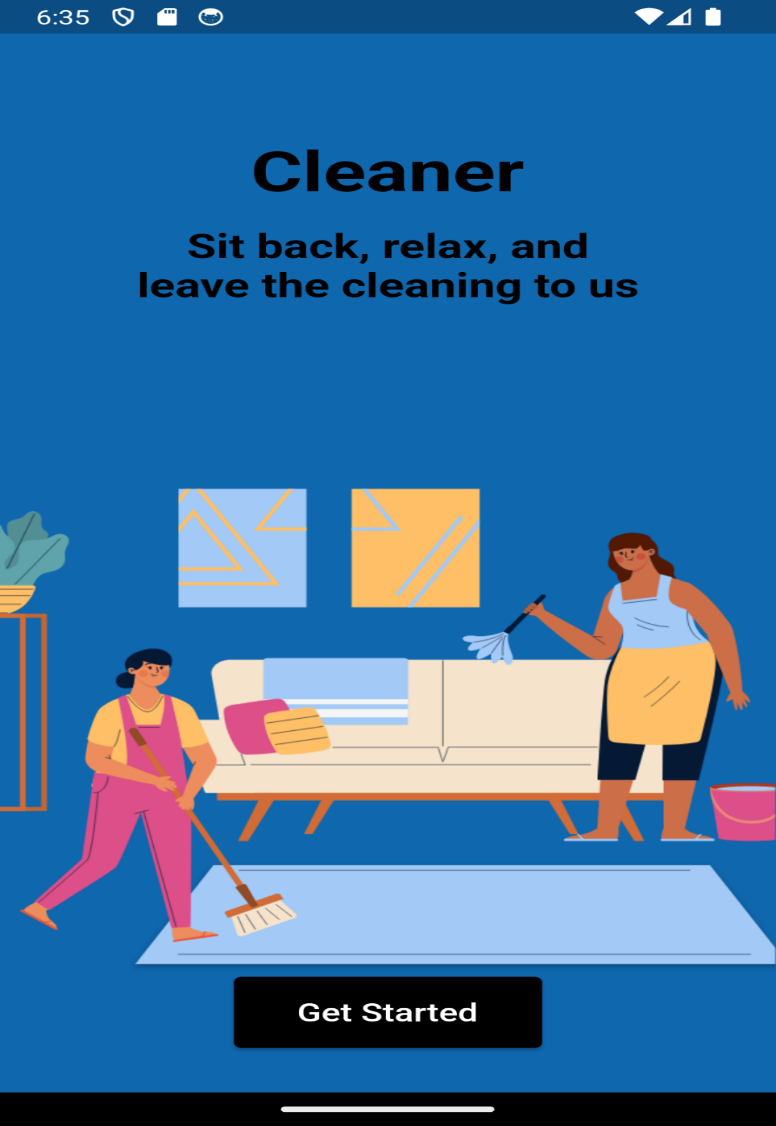 6:35
Cleaner
Sit back, relax, and
leave the cleaning to us
Get Started